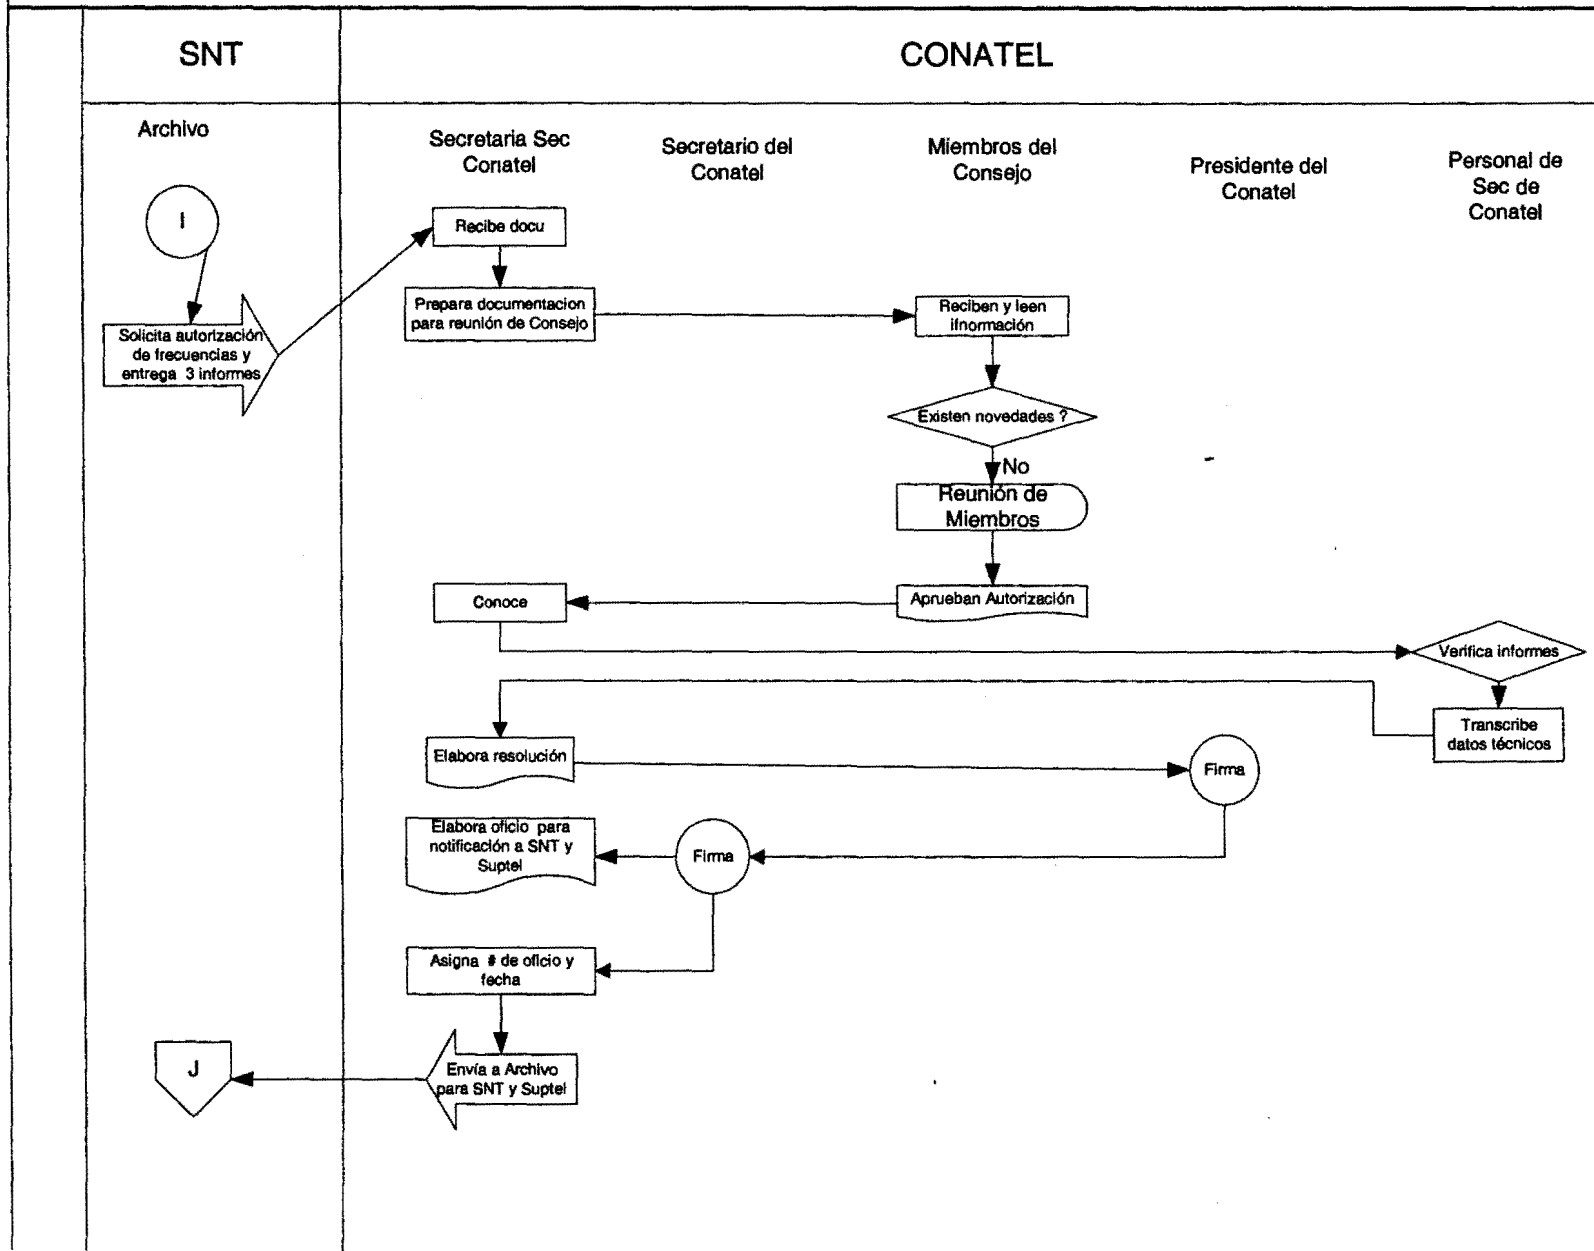 SNT
CONATEL
Archivo
Secretaria Sec
Conatel
Secretario del
Conatel
Miembros del
Consejo
Presidente del
Conatel
Personal de
Sec de
Conatel
I
Recibe docu
Solicita autorización
de frecuencias y
entrega 3 informes
Prepara documentacion
para reunión de Consejo
Reciben y leen
ifnormación
Existen novedades ?
No
Reunión de
Miembros
Aprueban Autorización
Conoce
Verifica informes
Transcribe
datos técnicos
Elabora resolución
Firma
Elabora oficio para
notificación a SNT y
Suptel
Firma
Asigna # de oficio y
fecha
Envía a Archivo
para SNT y Suptel
J